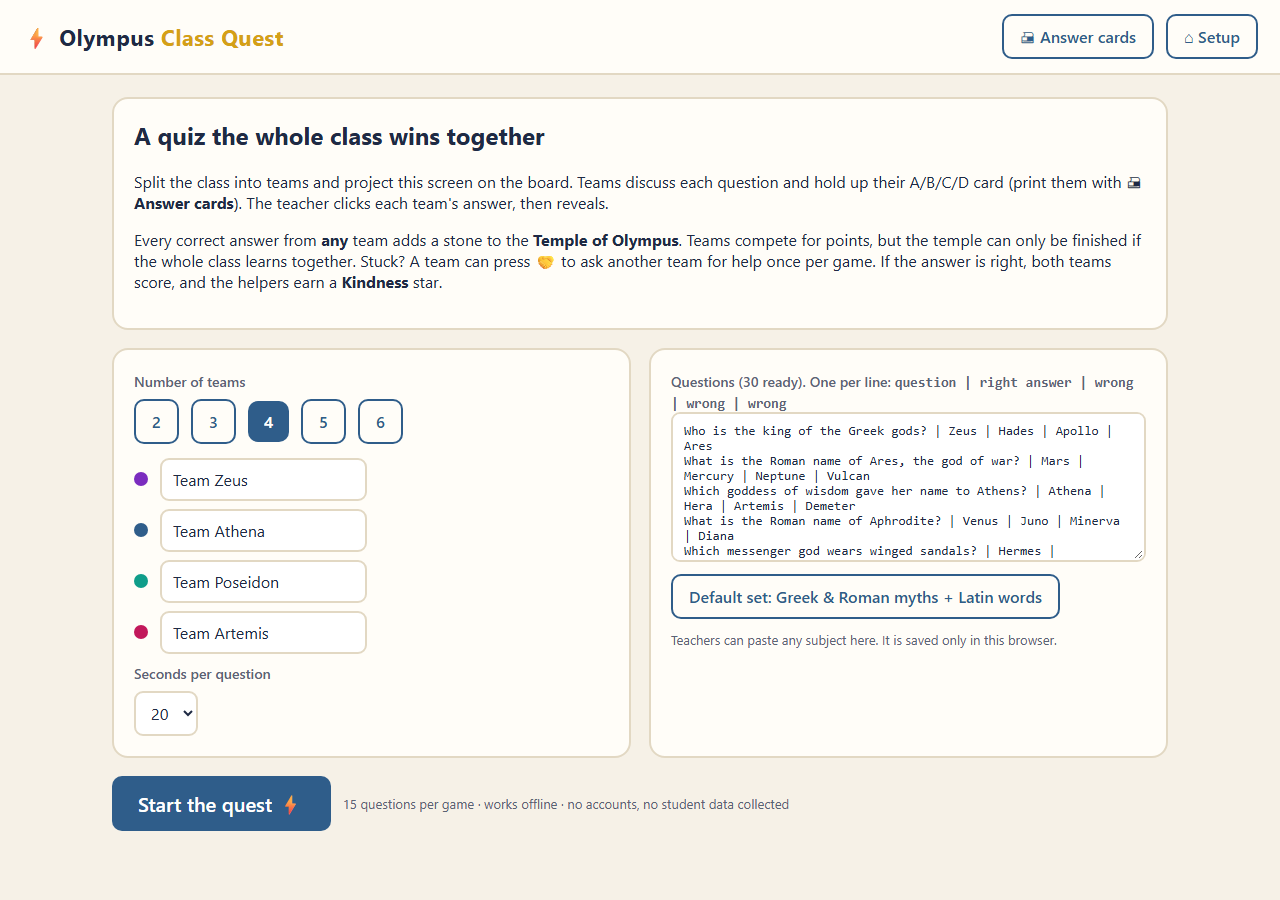 ⚡ Olympus Class Quest
🖨 Answer cards
⌂ Setup
A quiz the whole class wins together
Split the class into teams and project this screen on the board. Teams discuss each question and hold up their A/B/C/D card (print them with 🖨
Answer cards). The teacher clicks each team's answer, then reveals.
Every correct answer from any team adds a stone to the Temple of Olympus. Teams compete for points, but the temple can only be finished if
the whole class learns together. Stuck? A team can press 🤝 to ask another team for help once per game. If the answer is right, both teams
score, and the helpers earn a Kindness star.
Number of teams
2 3 4 5 6
Team Zeus
Team Athena
Team Poseidon
Team Artemis
Seconds per question
20
Questions (30 ready). One per line: question | right answer | wrong
| wrong | wrong
Who is the king of the Greek gods? | Zeus | Hades | Apollo |
Ares
What is the Roman name of Ares, the god of war? | Mars |
Mercury | Neptune | Vulcan
Which goddess of wisdom gave her name to Athens? | Athena |
Hera | Artemis | Demeter
What is the Roman name of Aphrodite? | Venus | Juno | Minerva
| Diana
Which messenger god wears winged sandals? | Hermes |
Default set: Greek & Roman myths + Latin words
Teachers can paste any subject here. It is saved only in this browser.
Start the quest ⚡
15 questions per game · works offline · no accounts, no student data collected